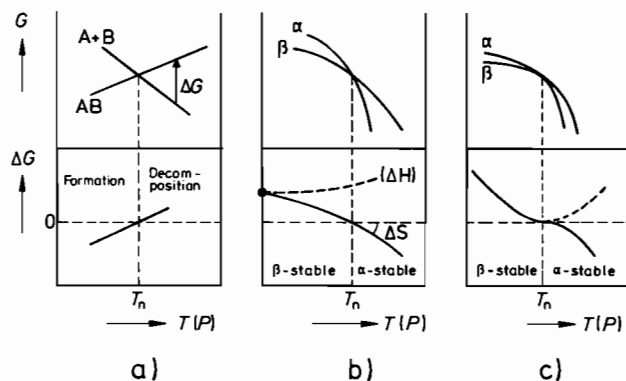 G
A+B
AB
ΔG
ΔG
Formation
Decom-
position
0
Tn
T(P)
a)
α
β
(ΔH)
ΔS
β-stable
α-stable
Tn
T(P)
b)
α
β
β-stable
α-stable
Tn
T(P)
c)